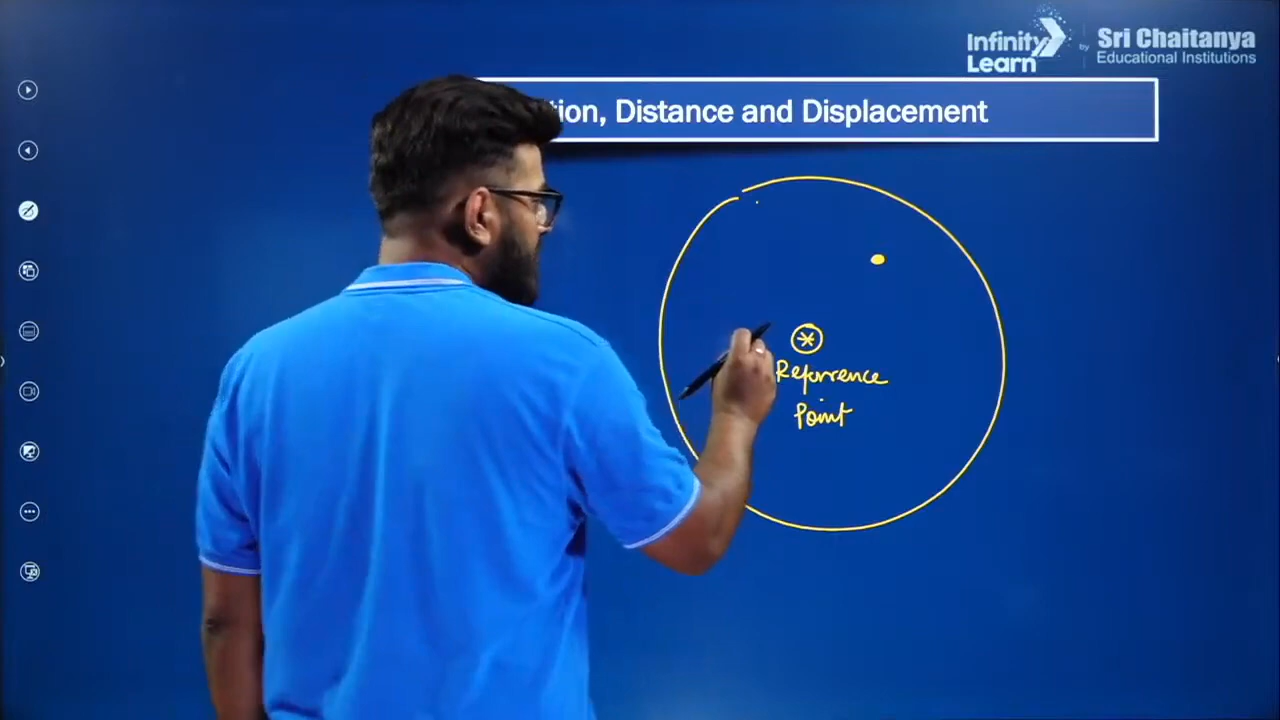 Infinity Learn by Sri Chaitanya Educational Institutions
tion, Distance and Displacement
Reference
Point